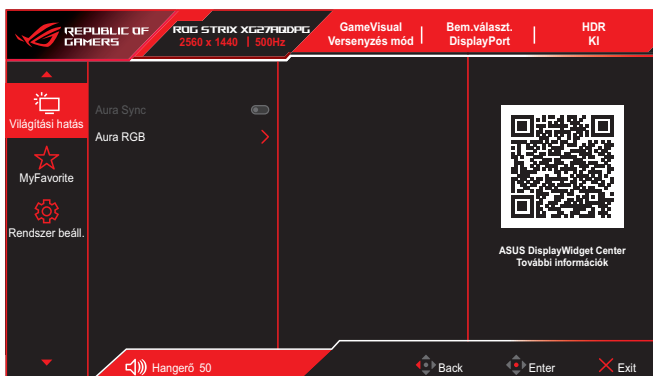 REPUBLIC OF
GAMERS
ROG STRIX XG27AQDPG
2560 x 1440 | 500Hz
GameVisual
Versenyzés mód
Bem.választ.
DisplayPort
HDR
KI
Világítási hatás
MyFavorite
Rendszer beáll.
Aura Sync
Aura RGB
ASUS DisplayWidget Center
További információk
Hangerő 50
Back
Enter
Exit